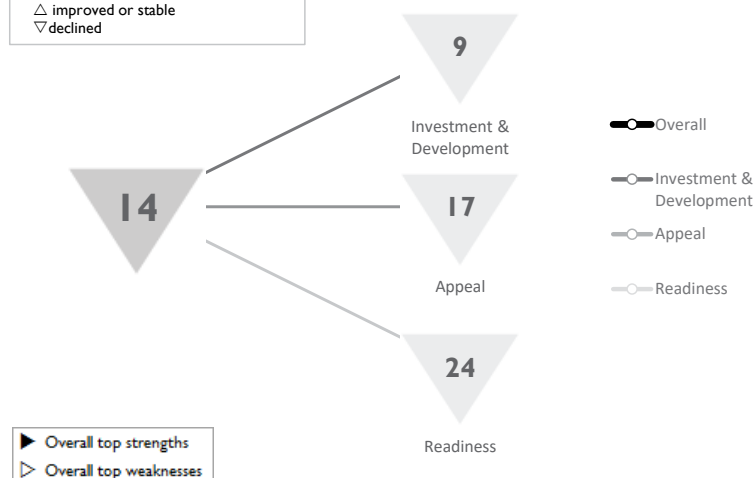 △ improved or stable
▽ declined
9
Investment &
Development
14
17
Appeal
24
Readiness
Overall
Investment &
Development
Appeal
Readiness
▶ Overall top strengths
▷ Overall top weaknesses